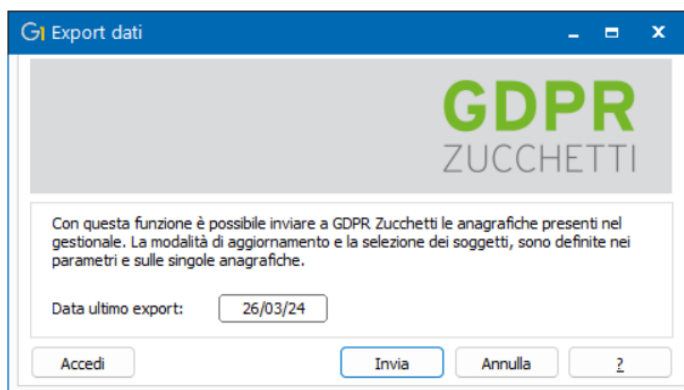 G1 Export dati
GDPR
ZUCCHETTI
Con questa funzione è possibile inviare a GDPR Zucchetti le anagrafiche presenti nel
gestionale. La modalità di aggiornamento e la selezione dei soggetti, sono definite nei
parametri e sulle singole anagrafiche.
Data ultimo export: 26/03/24
Accedi Invia Annulla ?